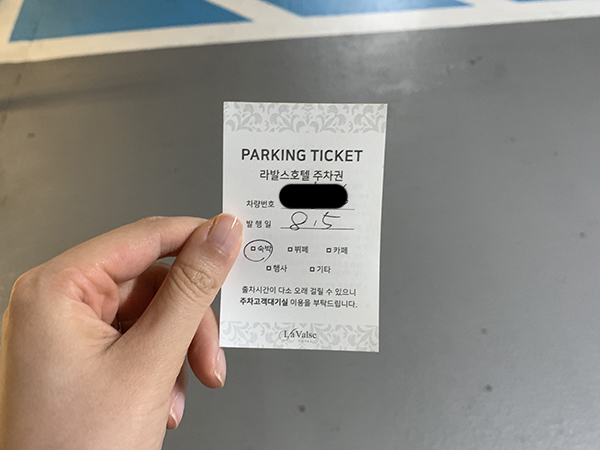 PARKING TICKET
라발스호텔 주차권
차량번호
발행일 8.5
숙박 뷔페 카페
행사 기타
출차시간이 다소 오래 걸릴 수 있으니
주차고객대기실 이용을 부탁드립니다.
LaValse